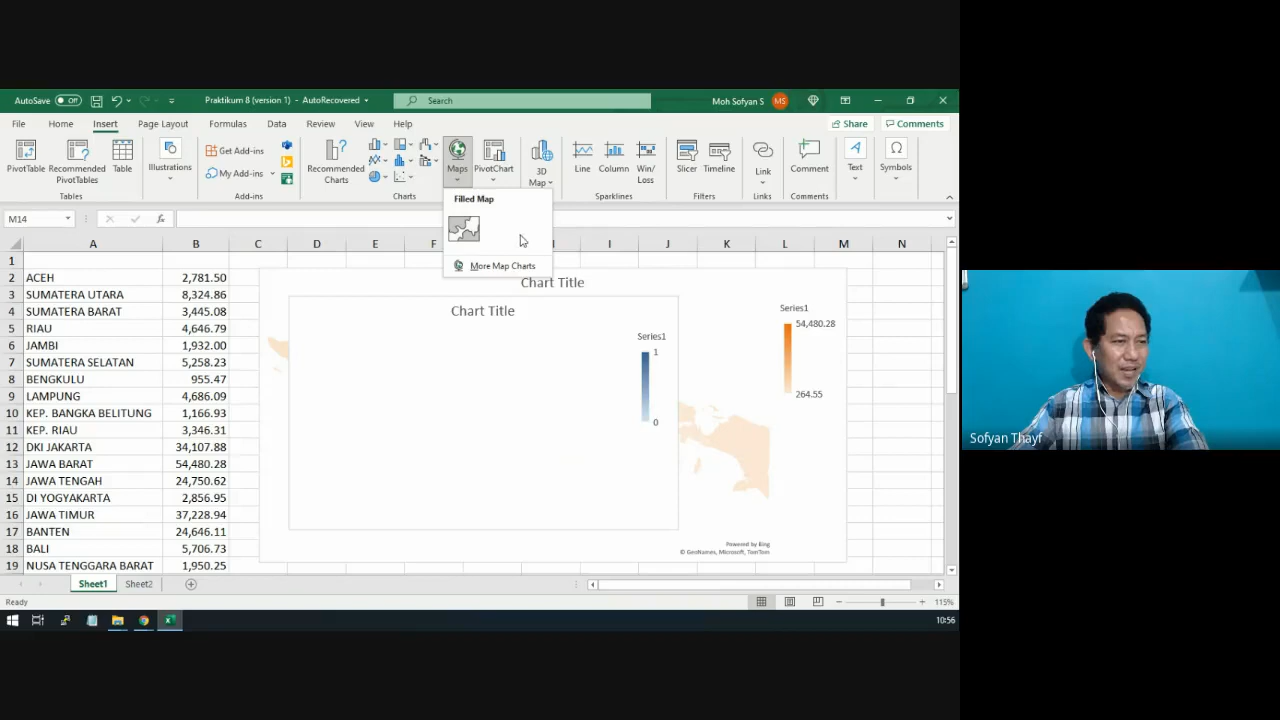 AutoSave Off Praktikum 8 (version 1) - AutoRecovered Search Moh Sofyan S MS
File Home Insert Page Layout Formulas Data Review View Help Share Comments
PivotTable Recommended PivotTables Table Illustrations Get Add-ins My Add-ins Recommended Charts Maps PivotChart 3D Map Line Column Win/Loss Slicer Timeline Link Comment Text Symbols
Tables Add-ins Charts Sparklines Filters Links Comments
Filled Map
More Map Charts
M14 fx
A B C D E F I J K L M N
1
2 ACEH 2,781.50
3 SUMATERA UTARA 8,324.86
4 SUMATERA BARAT 3,445.08
5 RIAU 4,646.79
6 JAMBI 1,932.00
7 SUMATERA SELATAN 5,258.23
8 BENGKULU 955.47
9 LAMPUNG 4,686.09
10 KEP. BANGKA BELITUNG 1,166.93
11 KEP. RIAU 3,346.31
12 DKI JAKARTA 34,107.88
13 JAWA BARAT 54,480.28
14 JAWA TENGAH 24,750.62
15 DI YOGYAKARTA 2,856.95
16 JAWA TIMUR 37,228.94
17 BANTEN 24,646.11
18 BALI 5,706.73
19 NUSA TENGGARA BARAT 1,950.25
Chart Title
Series1
54,480.28
264.55
Chart Title
Series1
1
0
Powered by Bing
© GeoNames, Microsoft, TomTom
Sheet1 Sheet2
Ready 115%
10:56
Sofyan Thayf